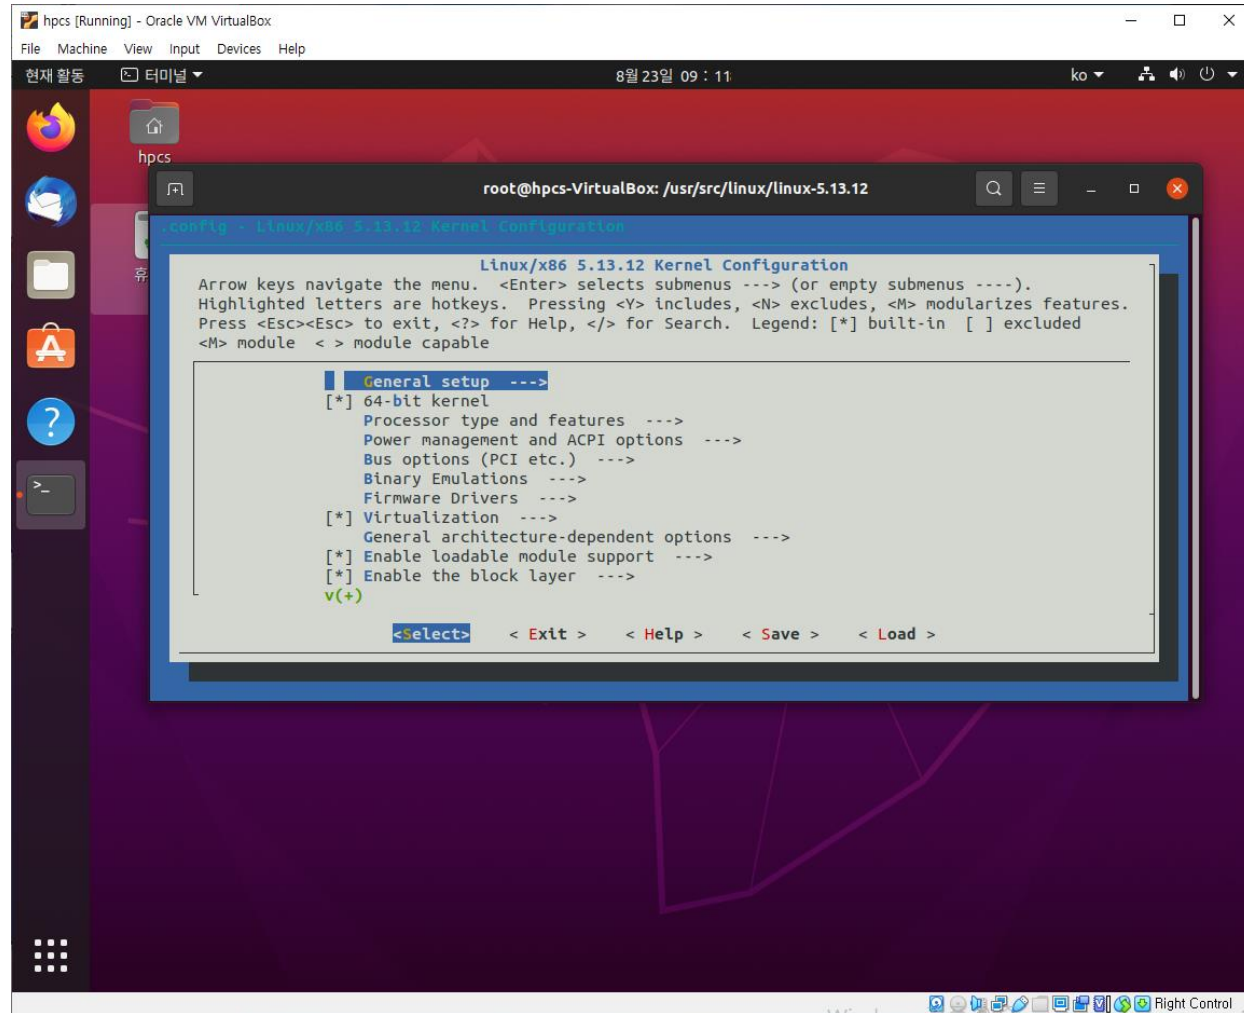 hpcs [Running] - Oracle VM VirtualBox
File Machine View Input Devices Help
현재 활동 터미널 8월 23일 09 : 11 ko
hpcs
root@hpcs-VirtualBox: /usr/src/linux/linux-5.13.12
.config - Linux/x86 5.13.12 Kernel Configuration
Linux/x86 5.13.12 Kernel Configuration
Arrow keys navigate the menu. <Enter> selects submenus ---> (or empty submenus ----).
Highlighted letters are hotkeys. Pressing <Y> includes, <N> excludes, <M> modularizes features.
Press <Esc><Esc> to exit, <?> for Help, </> for Search. Legend: [*] built-in [ ] excluded
<M> module < > module capable
휴
General setup --->
[*] 64-bit kernel
Processor type and features --->
Power management and ACPI options --->
Bus options (PCI etc.) --->
Binary Emulations --->
Firmware Drivers --->
[*] Virtualization --->
General architecture-dependent options --->
[*] Enable loadable module support --->
[*] Enable the block layer --->
v(+)
<Select> < Exit > < Help > < Save > < Load >
Right Control